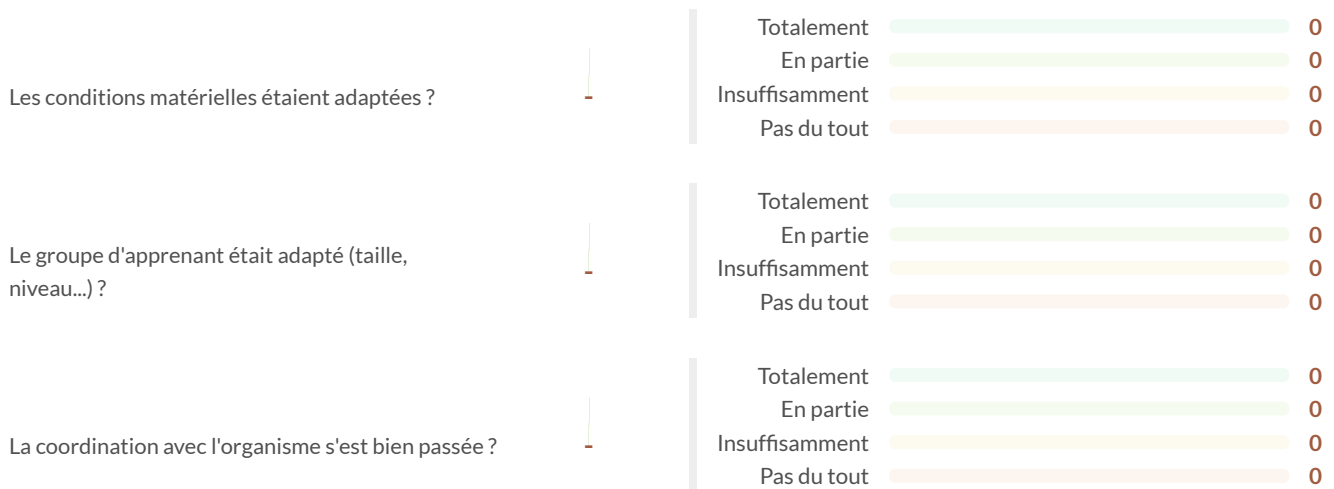 Les conditions matérielles étaient adaptées ?
-
Totalement 0
En partie 0
Insuffisamment 0
Pas du tout 0
Le groupe d'apprenant était adapté (taille,
niveau...) ?
-
Totalement 0
En partie 0
Insuffisamment 0
Pas du tout 0
La coordination avec l'organisme s'est bien passée ?
-
Totalement 0
En partie 0
Insuffisamment 0
Pas du tout 0